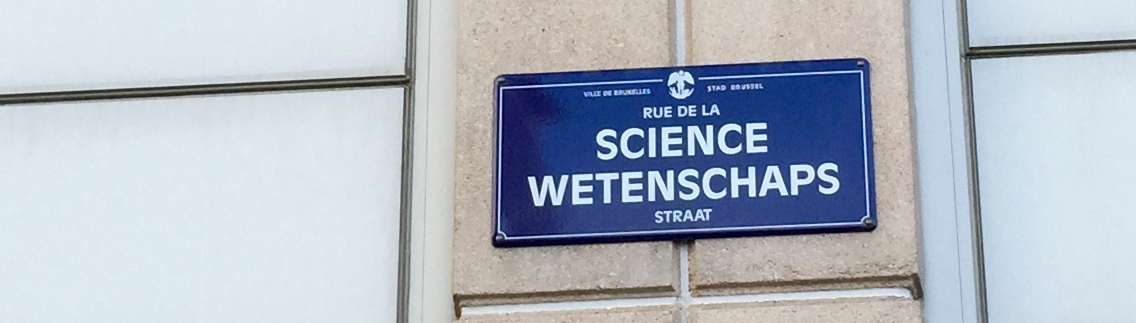 VILLE DE BRUXELLES STAD BRUSSEL
RUE DE LA
SCIENCE
WETENSCHAPS
STRAAT